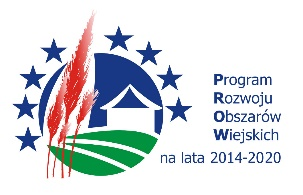 Program
Rozwoju
Obszarów
Wiejskich
na lata 2014-2020